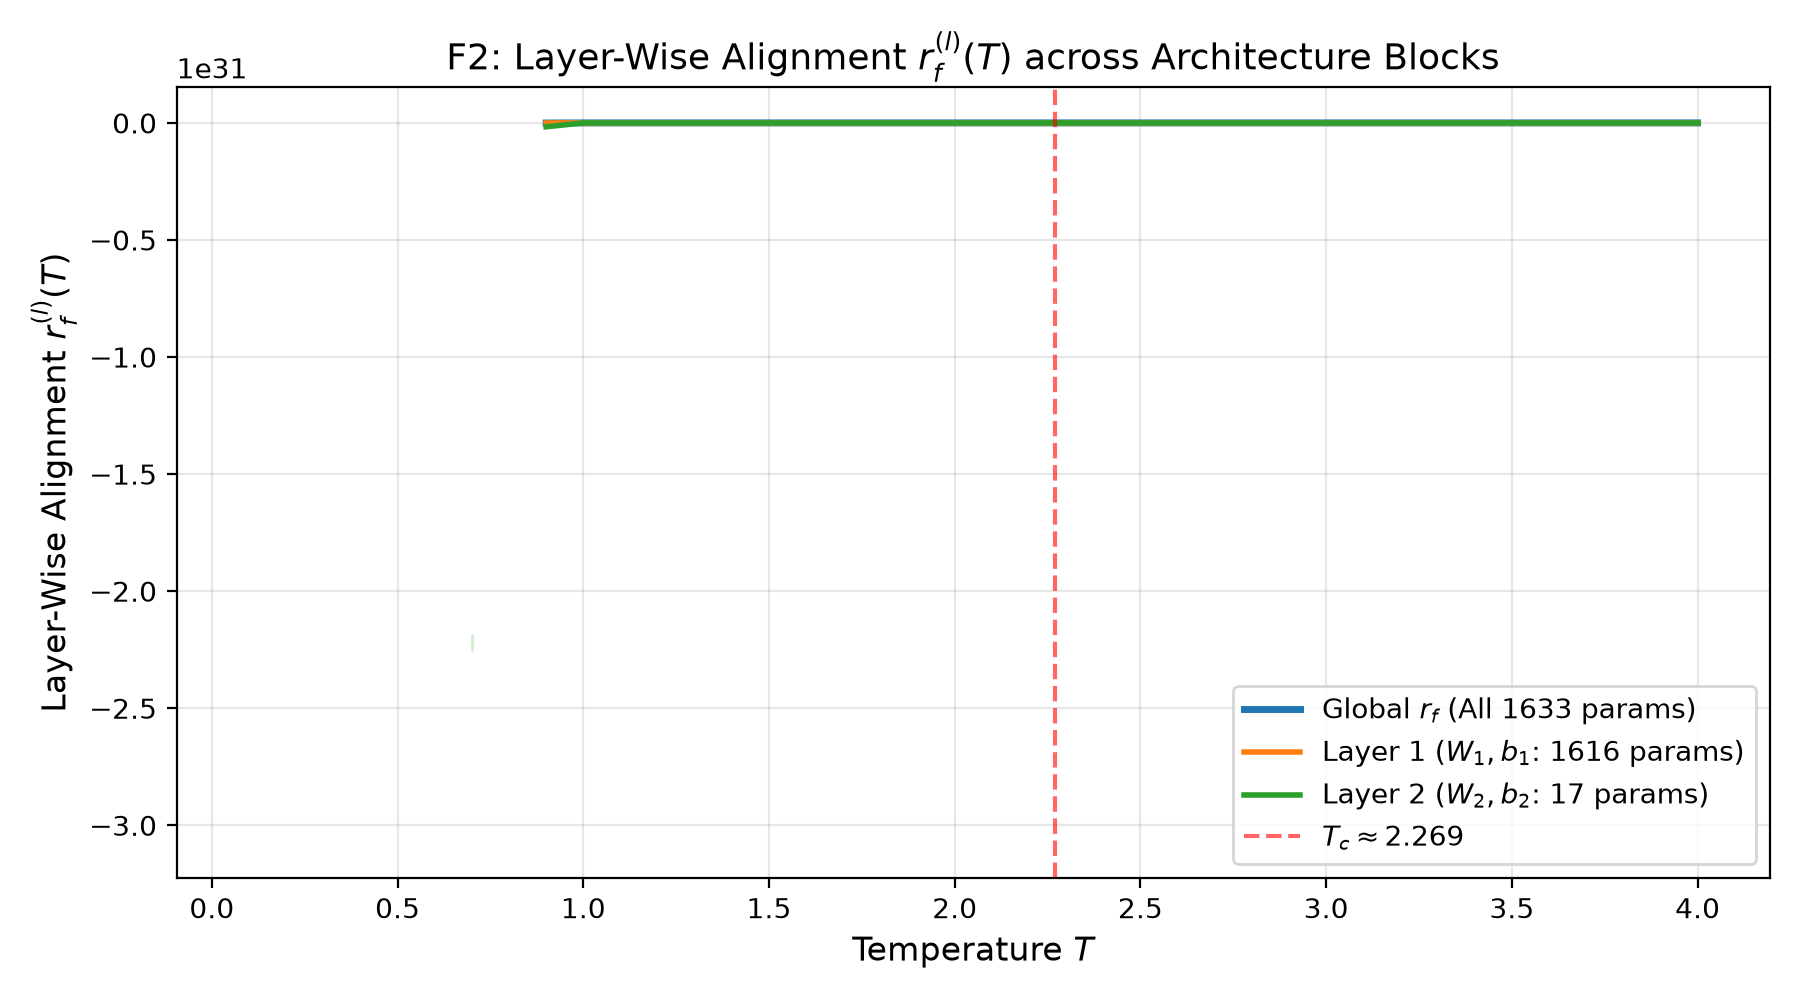 F2: Layer-Wise Alignment $r_f^{(l)}(T)$ across Architecture Blocks
1e31
Layer-Wise Alignment $r_f^{(l)}(T)$
0.0
−0.5
−1.0
−1.5
−2.0
−2.5
−3.0
Global $r_f$ (All 1633 params)
Layer 1 ($W_1, b_1$: 1616 params)
Layer 2 ($W_2, b_2$: 17 params)
$T_c \approx 2.269$
0.0 0.5 1.0 1.5 2.0 2.5 3.0 3.5 4.0
Temperature $T$